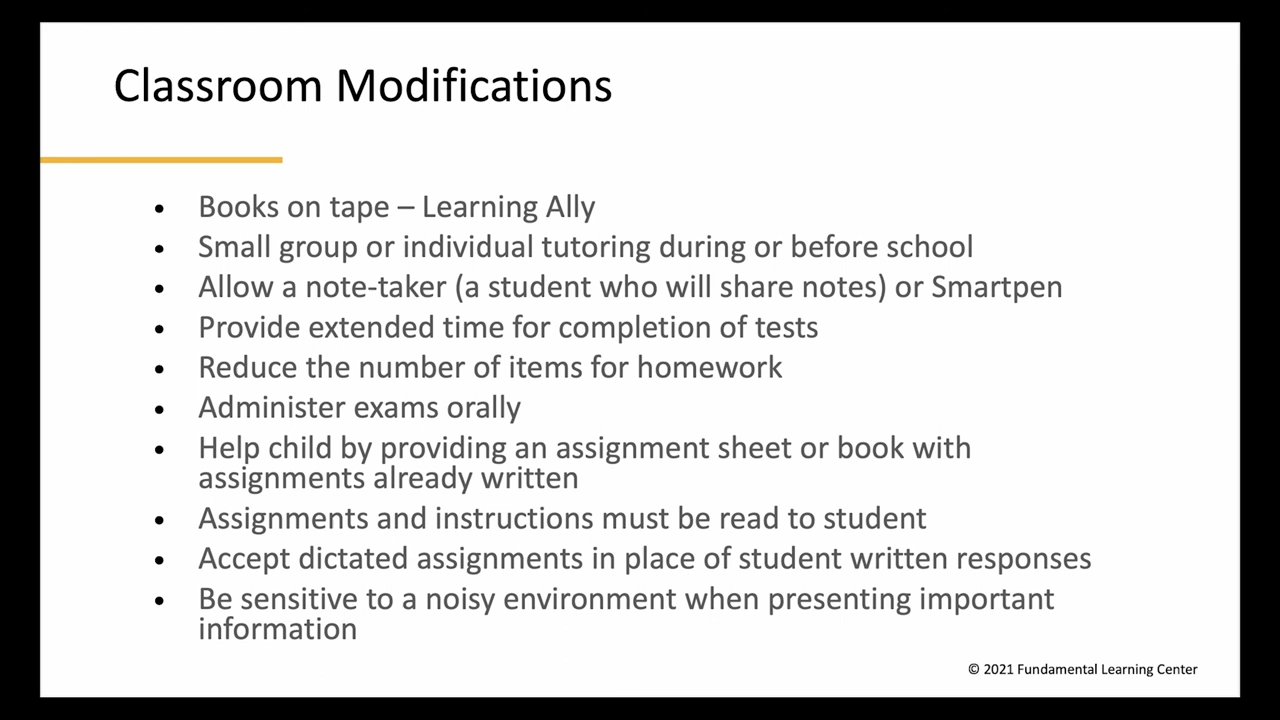 Classroom Modifications
• Books on tape – Learning Ally
• Small group or individual tutoring during or before school
• Allow a note-taker (a student who will share notes) or Smartpen
• Provide extended time for completion of tests
• Reduce the number of items for homework
• Administer exams orally
• Help child by providing an assignment sheet or book with
assignments already written
• Assignments and instructions must be read to student
• Accept dictated assignments in place of student written responses
• Be sensitive to a noisy environment when presenting important
information
© 2021 Fundamental Learning Center